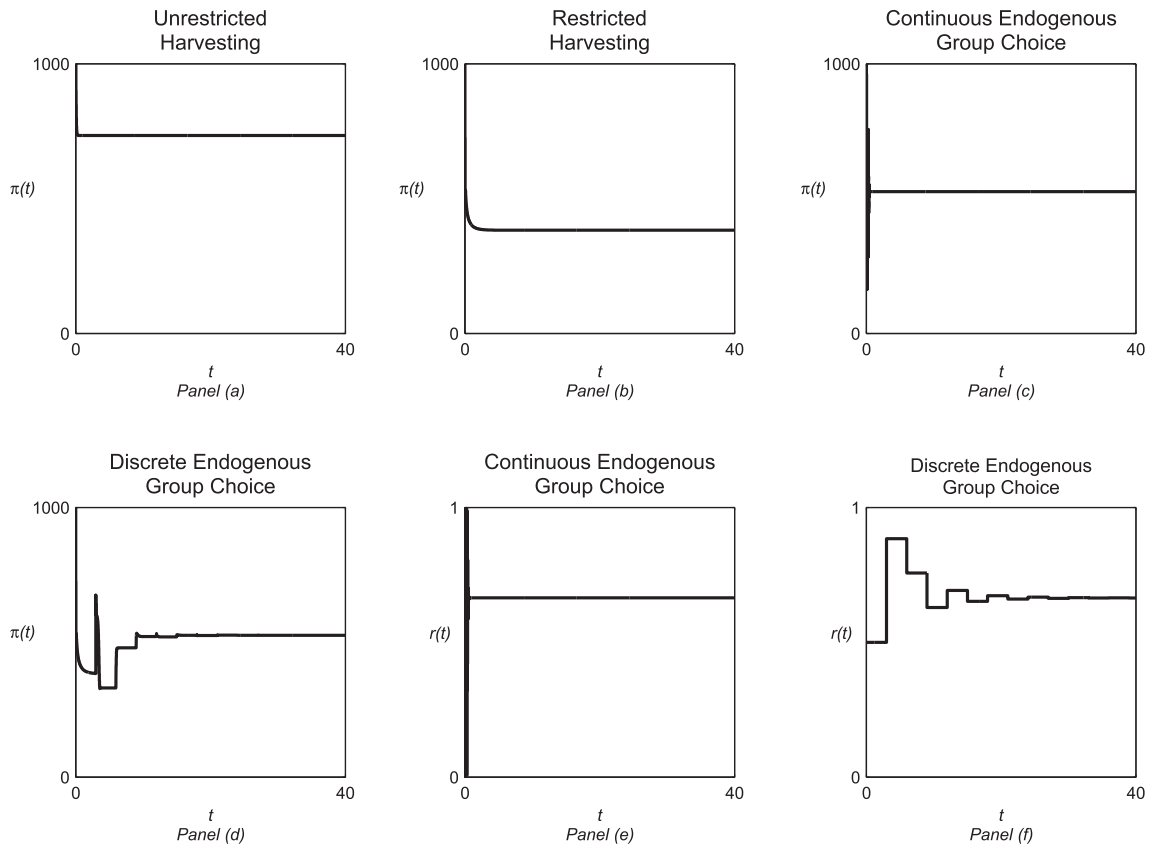 Unrestricted
Harvesting
1000
π(t)
0
0
40
t
Panel (a)
Restricted
Harvesting
1000
π(t)
0
0
40
t
Panel (b)
Continuous Endogenous
Group Choice
1000
π(t)
0
0
40
t
Panel (c)
Discrete Endogenous
Group Choice
1000
π(t)
0
0
40
t
Panel (d)
Continuous Endogenous
Group Choice
1
r(t)
0
0
40
t
Panel (e)
Discrete Endogenous
Group Choice
1
r(t)
0
0
40
t
Panel (f)